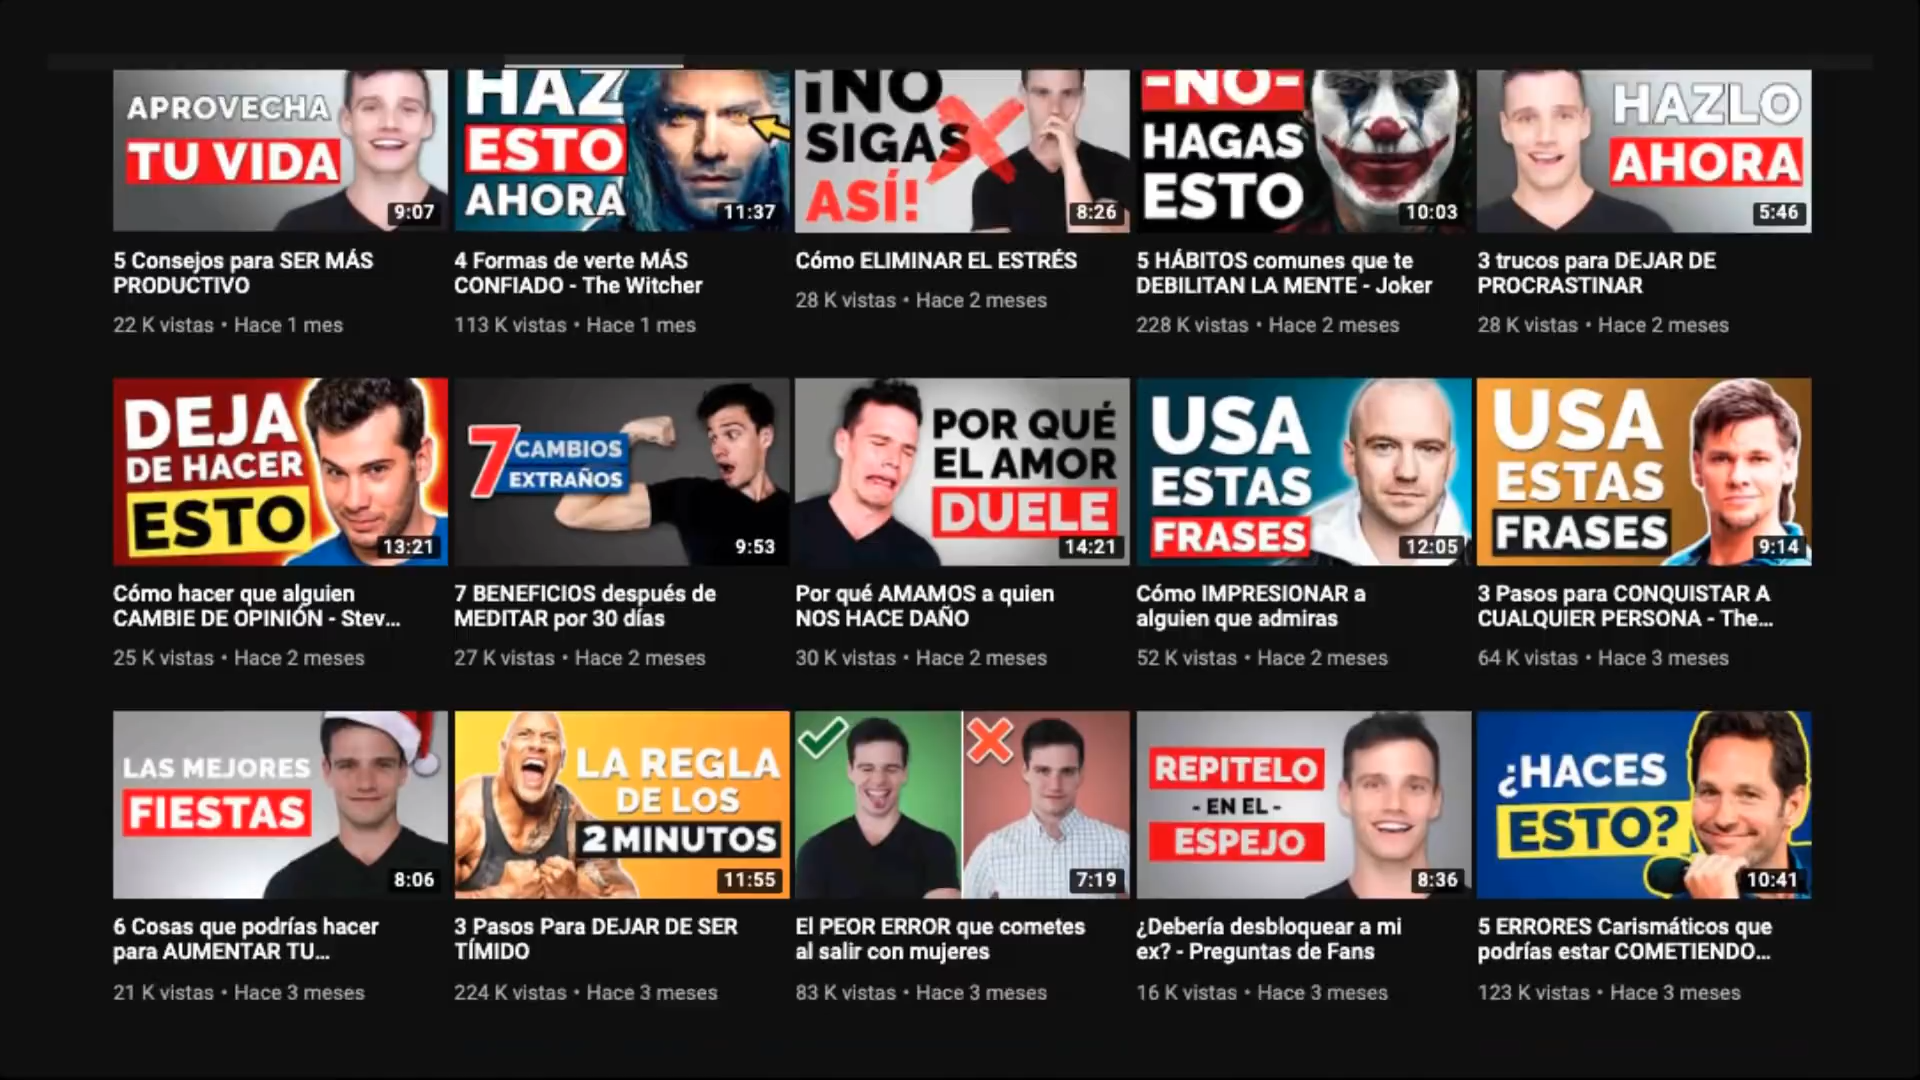 APROVECHA
TU VIDA
9:07
HAZ
ESTO
AHORA
11:37
¡NO
SIGAS
ASÍ!
8:26
-NO-
HAGAS
ESTO
10:03
HAZLO
AHORA
5:46
5 Consejos para SER MÁS
PRODUCTIVO
22 K vistas • Hace 1 mes
4 Formas de verte MÁS
CONFIADO - The Witcher
113 K vistas • Hace 1 mes
Cómo ELIMINAR EL ESTRÉS
28 K vistas • Hace 2 meses
5 HÁBITOS comunes que te
DEBILITAN LA MENTE - Joker
228 K vistas • Hace 2 meses
3 trucos para DEJAR DE
PROCRASTINAR
28 K vistas • Hace 2 meses
DEJA
DE HACER
ESTO
13:21
7 CAMBIOS
EXTRAÑOS
9:53
POR QUÉ
EL AMOR
DUELE
14:21
USA
ESTAS
FRASES
12:05
USA
ESTAS
FRASES
9:14
Cómo hacer que alguien
CAMBIE DE OPINIÓN - Stev...
25 K vistas • Hace 2 meses
7 BENEFICIOS después de
MEDITAR por 30 días
27 K vistas • Hace 2 meses
Por qué AMAMOS a quien
NOS HACE DAÑO
30 K vistas • Hace 2 meses
Cómo IMPRESIONAR a
alguien que admiras
52 K vistas • Hace 2 meses
3 Pasos para CONQUISTAR A
CUALQUIER PERSONA - The...
64 K vistas • Hace 3 meses
LAS MEJORES
FIESTAS
8:06
LA REGLA
DE LOS
2 MINUTOS
11:55
7:19
REPITELO
- EN EL -
ESPEJO
8:36
¿HACES
ESTO?
10:41
6 Cosas que podrías hacer
para AUMENTAR TU...
21 K vistas • Hace 3 meses
3 Pasos Para DEJAR DE SER
TÍMIDO
224 K vistas • Hace 3 meses
El PEOR ERROR que cometes
al salir con mujeres
83 K vistas • Hace 3 meses
¿Debería desbloquear a mi
ex? - Preguntas de Fans
16 K vistas • Hace 3 meses
5 ERRORES Carismáticos que
podrías estar COMETIENDO...
123 K vistas • Hace 3 meses